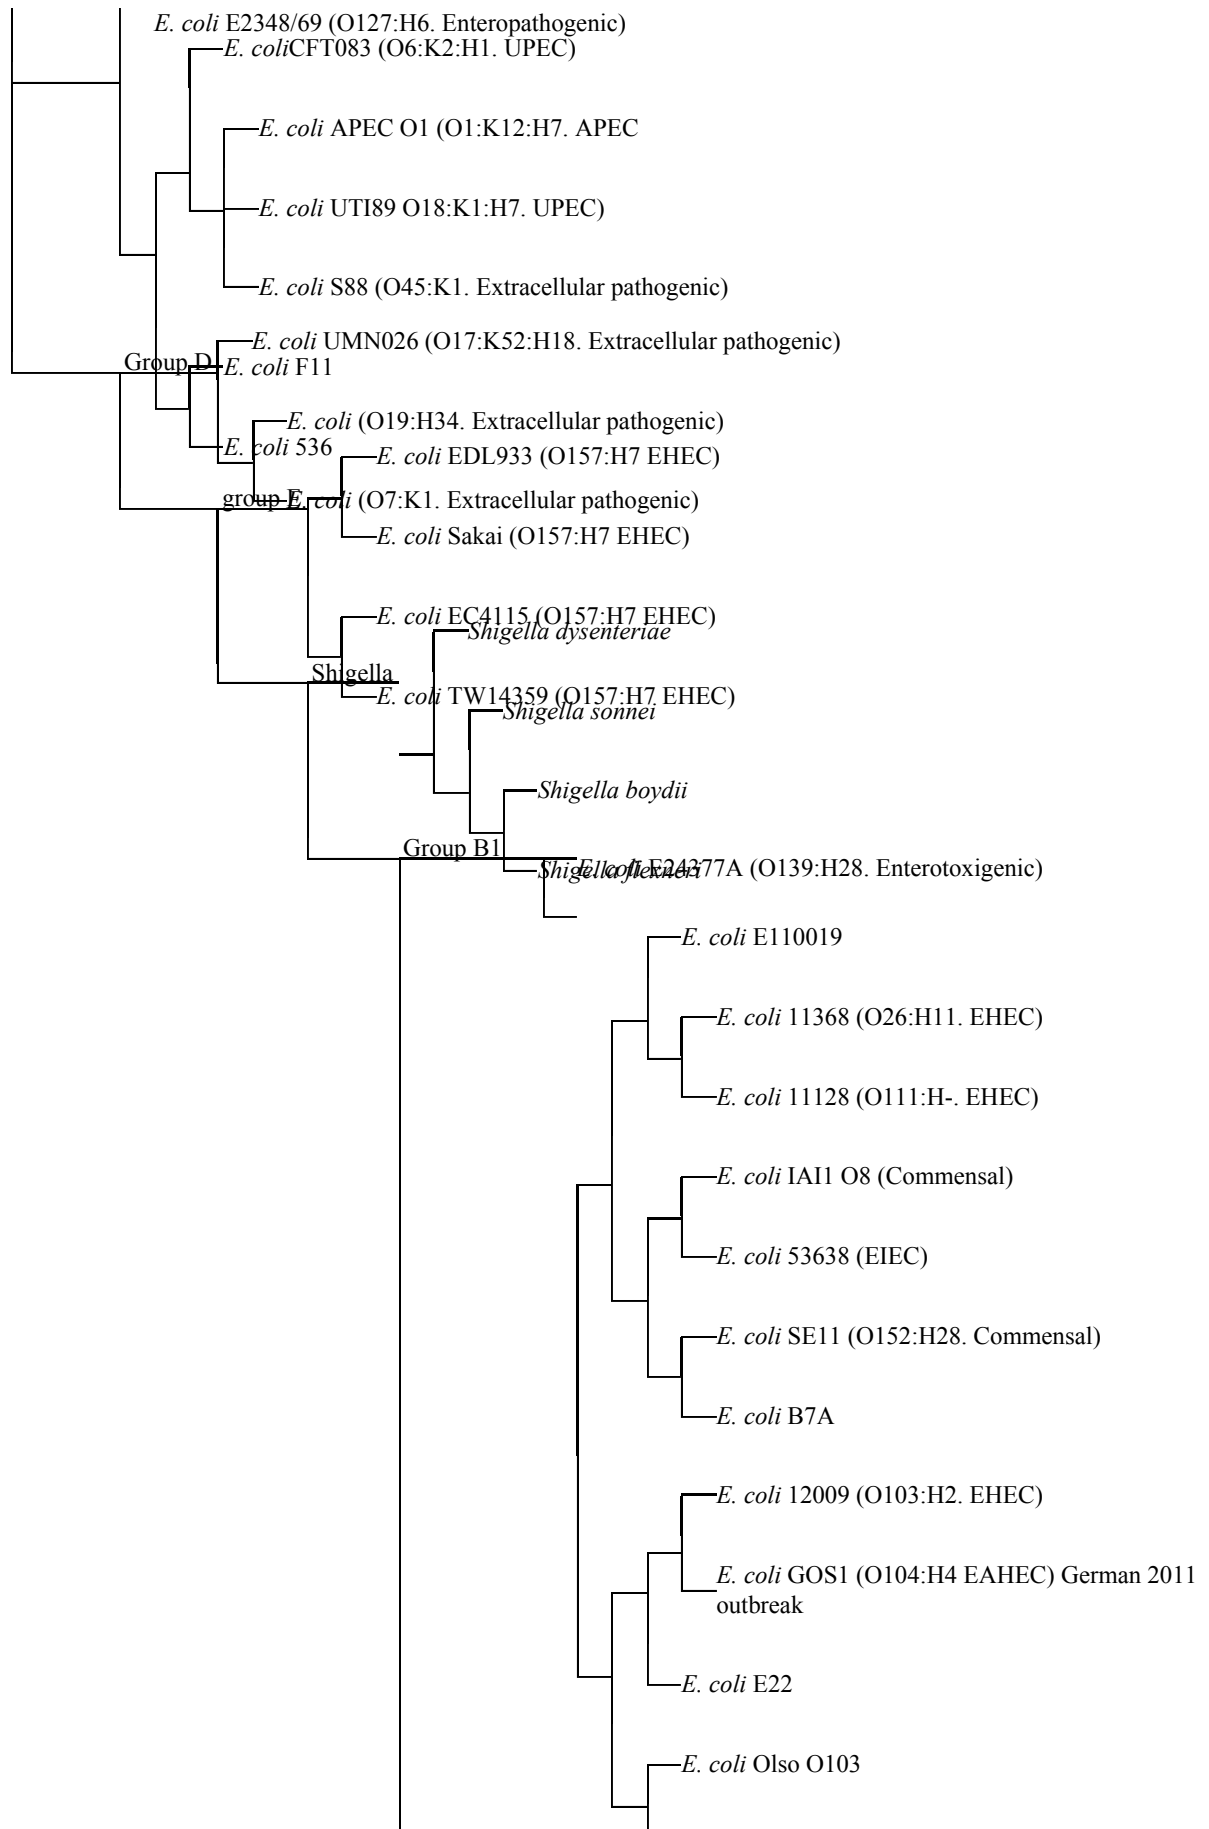 E. coli E2348/69 (O127:H6. Enteropathogenic)
E. coliCFT083 (O6:K2:H1. UPEC)
E. coli APEC O1 (O1:K12:H7. APEC
E. coli UTI89 O18:K1:H7. UPEC)
E. coli S88 (O45:K1. Extracellular pathogenic)
E. coli UMN026 (O17:K52:H18. Extracellular pathogenic)
Group D
E. coli F11
E. coli (O19:H34. Extracellular pathogenic)
E. coli 536
E. coli EDL933 (O157:H7 EHEC)
group E
E. coli (O7:K1. Extracellular pathogenic)
E. coli Sakai (O157:H7 EHEC)
E. coli EC4115 (O157:H7 EHEC)
Shigella dysenteriae
Shigella
E. coli TW14359 (O157:H7 EHEC)
Shigella sonnei
Shigella boydii
Group B1
E. coli E24377A (O139:H28. Enterotoxigenic)
Shigella flexneri
E. coli E110019
E. coli 11368 (O26:H11. EHEC)
E. coli 11128 (O111:H-. EHEC)
E. coli IAI1 O8 (Commensal)
E. coli 53638 (EIEC)
E. coli SE11 (O152:H28. Commensal)
E. coli B7A
E. coli 12009 (O103:H2. EHEC)
E. coli GOS1 (O104:H4 EAHEC) German 2011
outbreak
E. coli E22
E. coli Olso O103